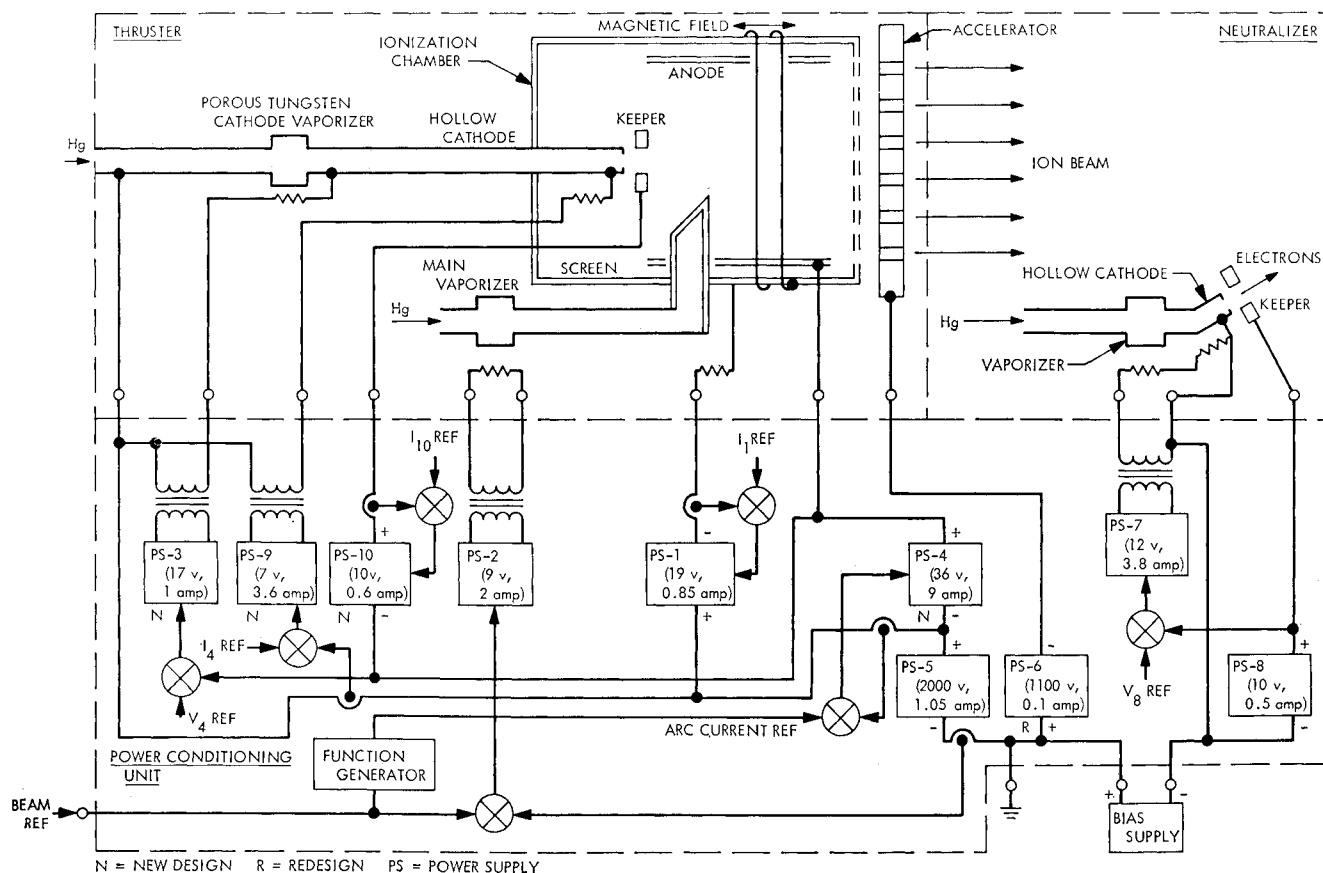 THRUSTER
MAGNETIC FIELD
ACCELERATOR
NEUTRALIZER
IONIZATION
CHAMBER
ANODE
POROUS TUNGSTEN
CATHODE VAPORIZER
HOLLOW
CATHODE
KEEPER
Hg
ION BEAM
MAIN
VAPORIZER
SCREEN
Hg
HOLLOW CATHODE
ELECTRONS
KEEPER
Hg
VAPORIZER
I10 REF
I1 REF
+
-
+
PS-3
(17 v,
1 amp)
N
PS-9
(7 v,
3.6 amp)
N
PS-10
(10v,
0.6 amp)
N
-
PS-2
(9 v,
2 amp)
PS-1
(19 v,
0.85 amp)
+
PS-4
(36 v,
9 amp)
N
-
PS-7
(12 v,
3.8 amp)
I4 REF
V4 REF
+
PS-5
(2000 v,
1.05 amp)
-
-
PS-6
(1100 v,
0.1 amp)
R
+
V8 REF
+
PS-8
(10 v,
0.5 amp)
-
ARC CURRENT REF
POWER CONDITIONING
UNIT
FUNCTION
GENERATOR
BEAM
REF
+
-
BIAS
SUPPLY
N = NEW DESIGN R = REDESIGN PS = POWER SUPPLY